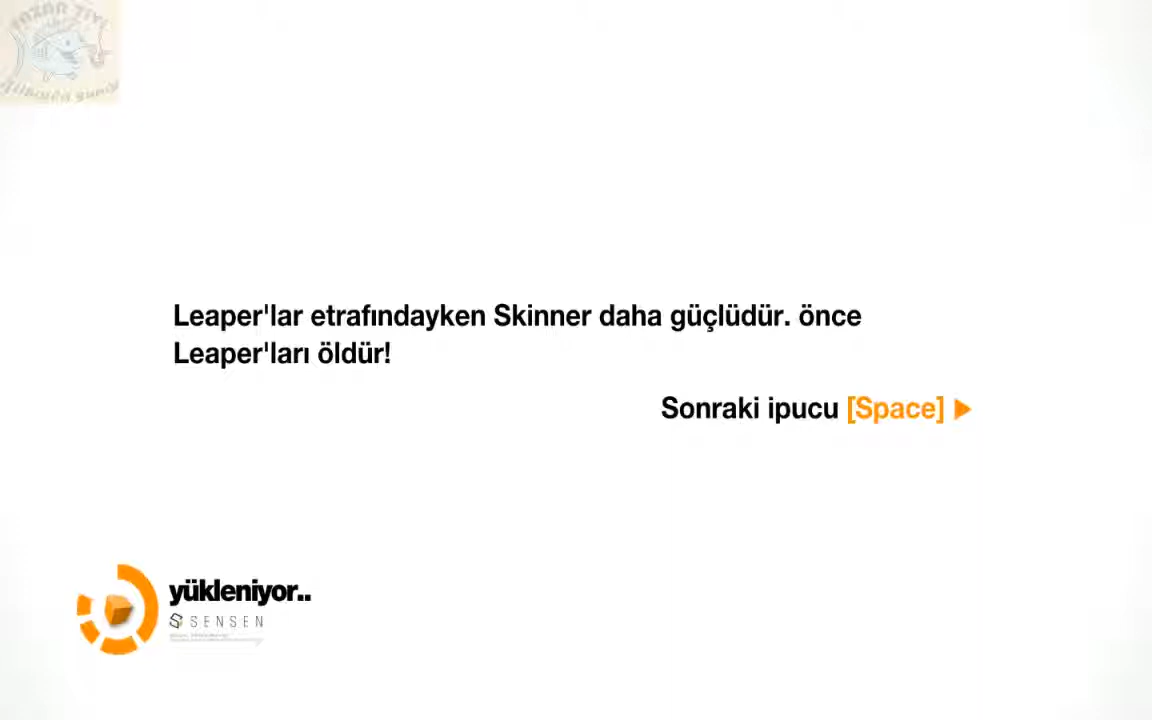 Leaper'lar etrafındayken Skinner daha güçlüdür. önce
Leaper'ları öldür!
Sonraki ipucu [Space]
yükleniyor..
SENSEN